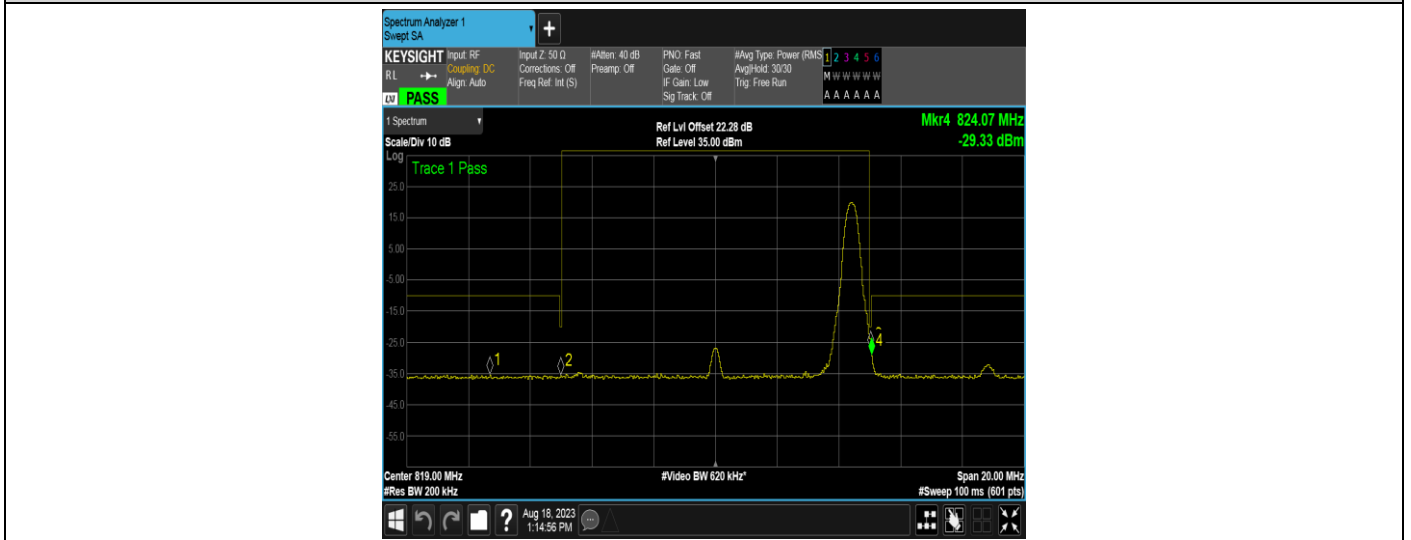 Spectrum Analyzer 1
Swept SA
+
KEYSIGHT Input: RF Input Z: 50 Ω #Atten: 40 dB PNO: Fast #Avg Type: Power (RMS 1 2 3 4 5 6
RL Coupling: DC Corrections: Off Preamp: Off Gate: Off Avg|Hold: 30/30 M W W W W W
Align: Auto Freq Ref: Int (S) IF Gain: Low Trig: Free Run
LXI PASS Sig Track: Off A A A A A A
1 Spectrum Ref Lvl Offset 22.28 dB Mkr4 824.07 MHz
Scale/Div 10 dB Ref Level 35.00 dBm -29.33 dBm
Log
Trace 1 Pass
25.0
15.0
5.00
-5.00
-15.0
-25.0
4
1
2
-35.0
-45.0
-55.0
Center 819.00 MHz #Video BW 620 kHz* Span 20.00 MHz
#Res BW 200 kHz #Sweep 100 ms (601 pts)
? Aug 18, 2023
1:14:56 PM